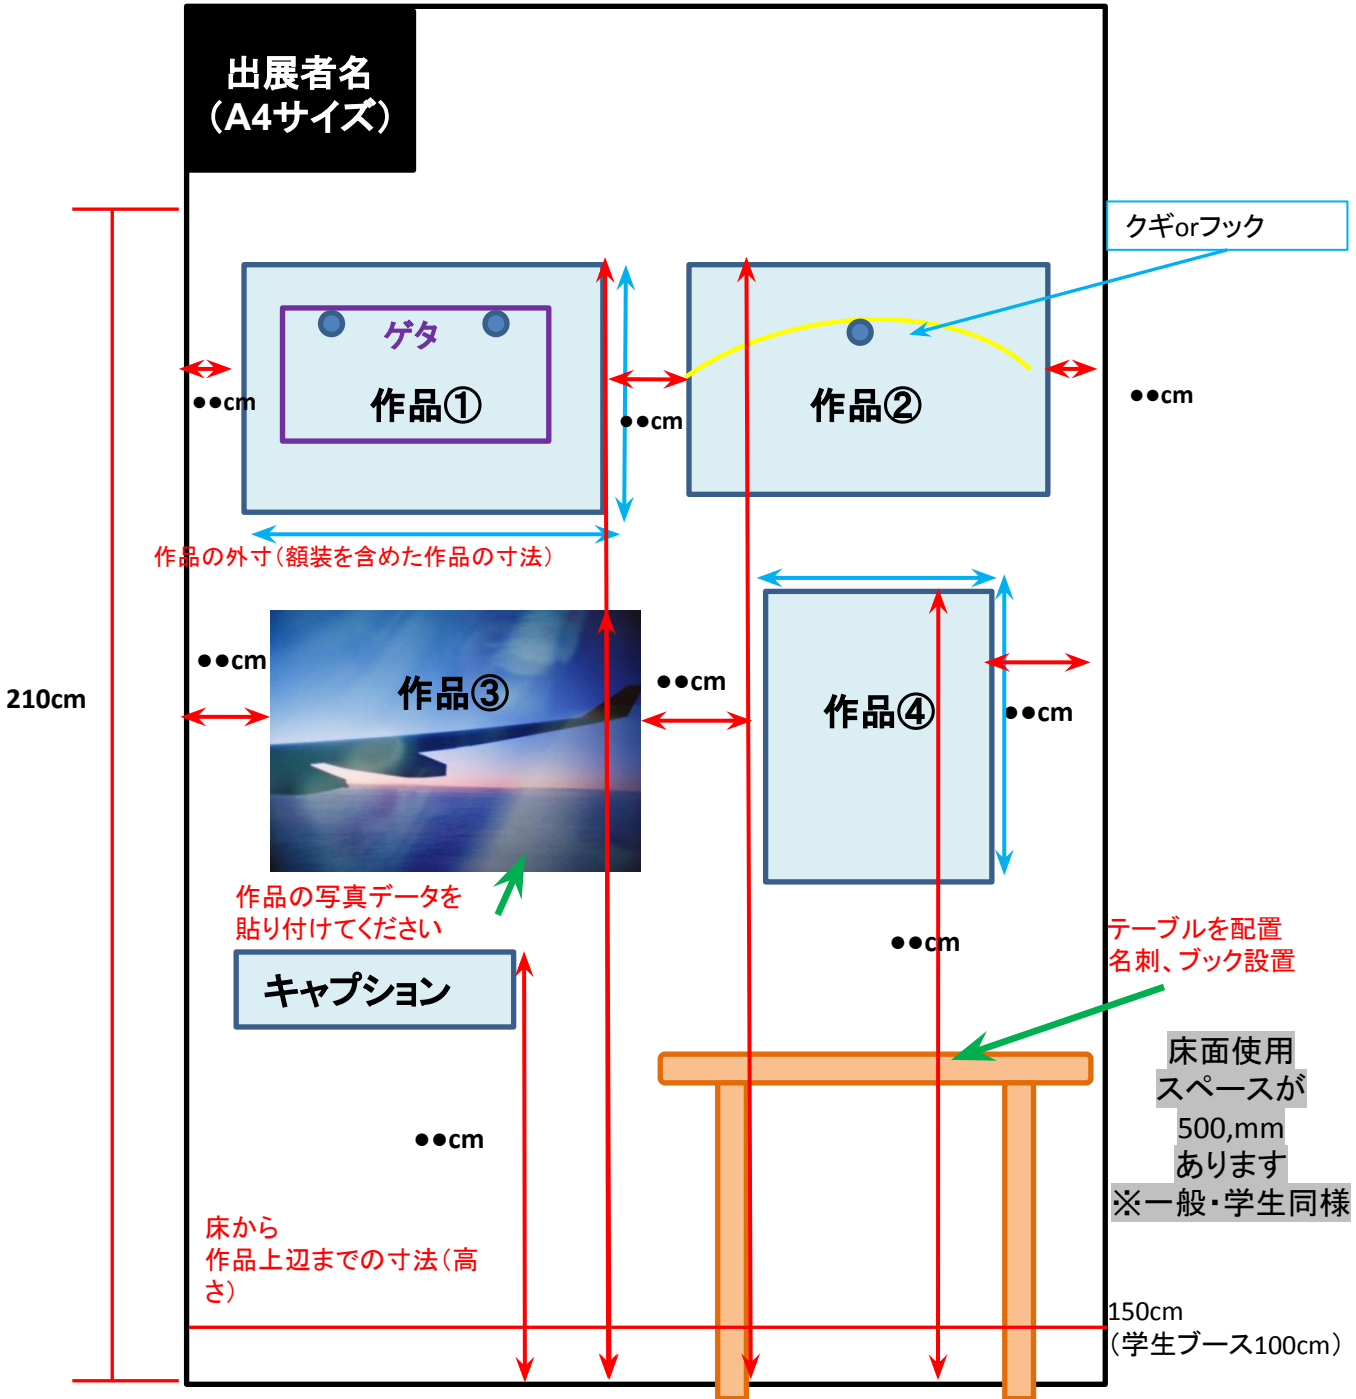 出展者名
（A4サイズ）
クギorフック
ゲタ
作品①
作品②
●●cm
●●cm
●●cm
作品の外寸（額装を含めた作品の寸法）
●●cm
作品③
●●cm
作品④
●●cm
210cm
作品の写真データを
貼り付けてください
●●cm
テーブルを配置
名刺、ブック設置
キャプション
床面使用
スペースが
500,mm
あります
※一般・学生同様
●●cm
床から
作品上辺までの寸法（高
さ）
150cm
（学生ブース100cm）